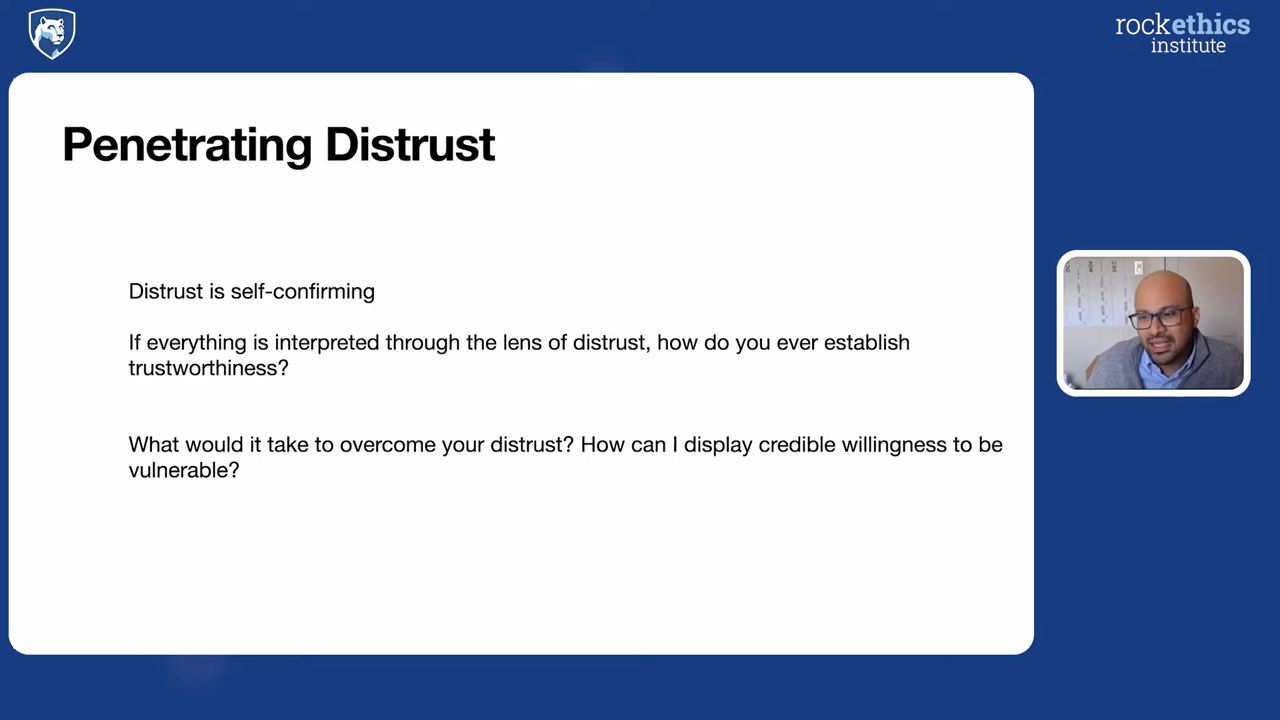 rockethics
institute
Penetrating Distrust
Distrust is self-confirming
If everything is interpreted through the lens of distrust, how do you ever establish
trustworthiness?
What would it take to overcome your distrust? How can I display credible willingness to be
vulnerable?